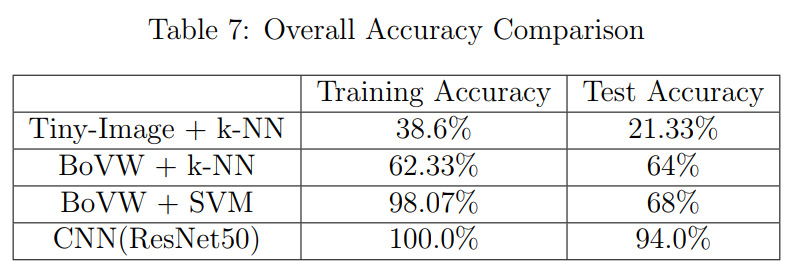 Table 7: Overall Accuracy Comparison
Training Accuracy Test Accuracy
Tiny-Image + k-NN 38.6% 21.33%
BoVW + k-NN 62.33% 64%
BoVW + SVM 98.07% 68%
CNN(ResNet50) 100.0% 94.0%